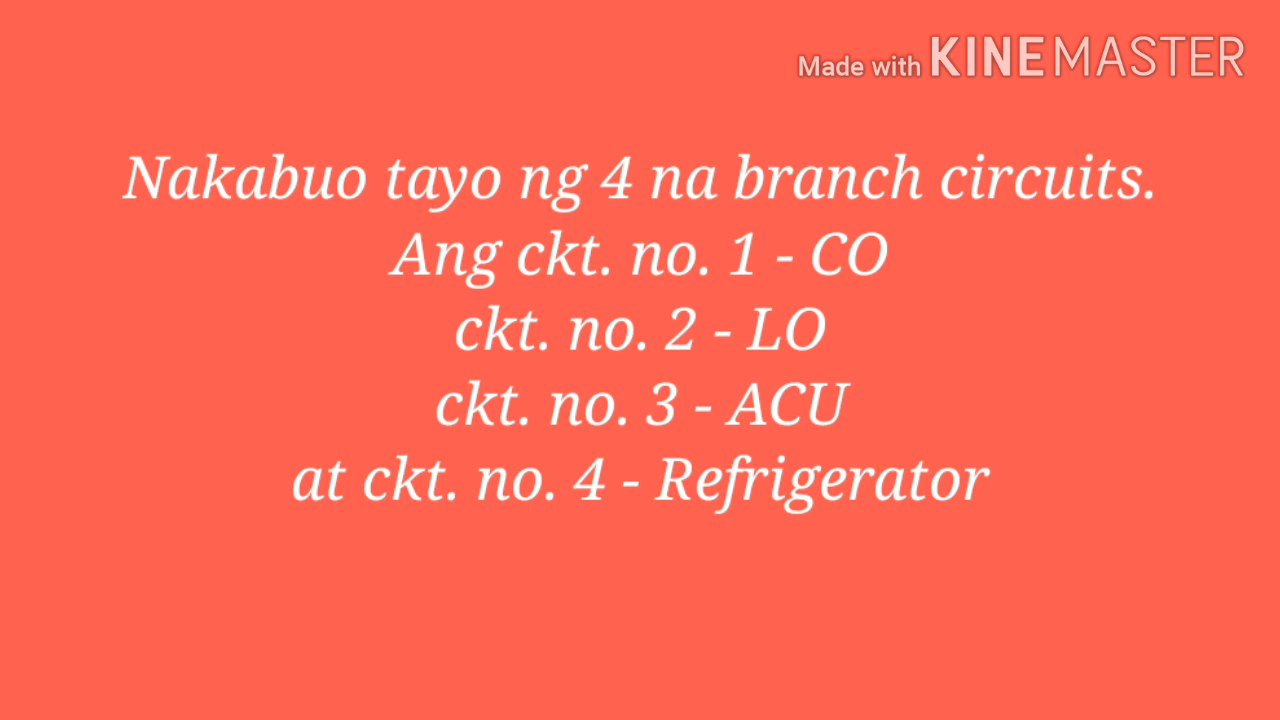 Made with KINEMASTER
Nakabuo tayo ng 4 na branch circuits.
Ang ckt. no. 1 - CO
ckt. no. 2 - LO
ckt. no. 3 - ACU
at ckt. no. 4 - Refrigerator